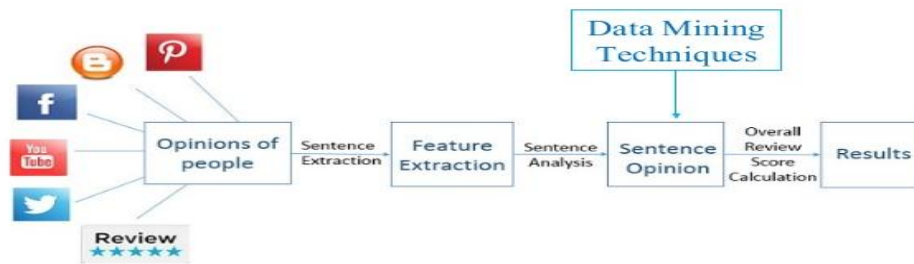 Data Mining
Techniques
f
You
Tube
Opinions of
people
Sentence
Extraction
Feature
Extraction
Sentence
Analysis
Sentence
Opinion
Overall
Review
Score
Calculation
Results
Review